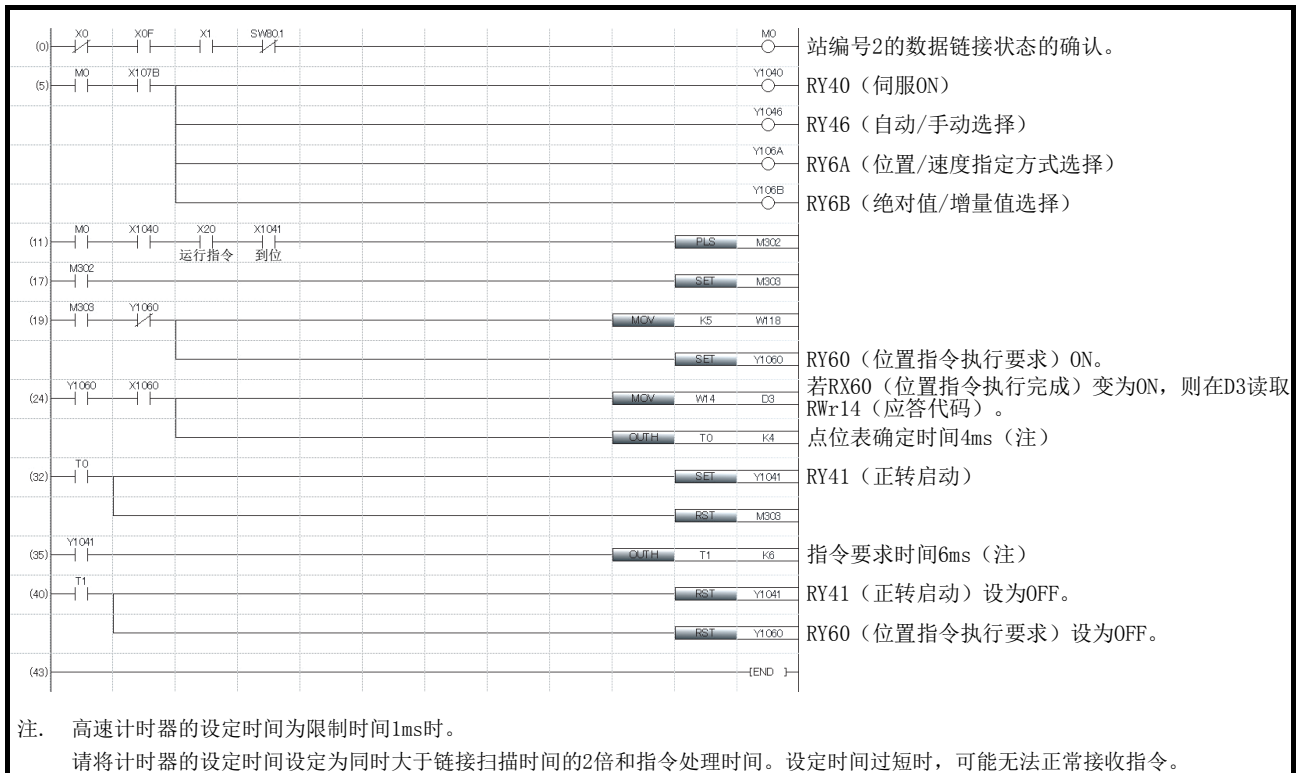 X0 X0F X1 SW80.1 M0
(0) 站编号2的数据链接状态的确认。
M0 X107B Y1040
(5) RY40（伺服ON）
Y1046
RY46（自动/手动选择）
Y106A
RY6A（位置/速度指定方式选择）
Y106B
RY6B（绝对值/增量值选择）
M0 X1040 X20 X1041
(11) PLS M302
运行指令 到位
M302
(17) SET M303
M303 Y1060
(19) MOV K5 W118
SET Y1060 RY60（位置指令执行要求）ON。
Y1060 X1060
(24) MOV W14 D3 若RX60（位置指令执行完成）变为ON，则在D3读取
RWr14（应答代码）。
OUTH T0 K4 点位表确定时间4ms（注）
T0
(32) SET Y1041 RY41（正转启动）
RST M303
Y1041
(35) OUTH T1 K6 指令要求时间6ms（注）
T1
(40) RST Y1041 RY41（正转启动）设为OFF。
RST Y1060 RY60（位置指令执行要求）设为OFF。
(43) [END ]
注. 高速计时器的设定时间为限制时间1ms时。
请将计时器的设定时间设定为同时大于链接扫描时间的2倍和指令处理时间。设定时间过短时，可能无法正常接收指令。